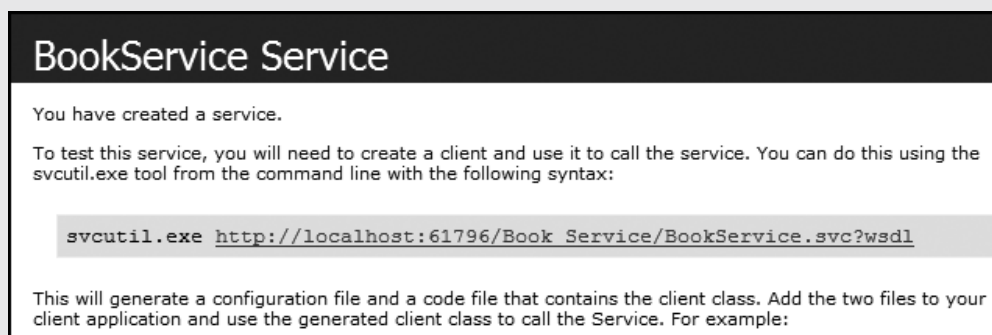 BookService Service
You have created a service.
To test this service, you will need to create a client and use it to call the service. You can do this using the
svcutil.exe tool from the command line with the following syntax:
svcutil.exe http://localhost:61796/Book_Service/BookService.svc?wsdl
This will generate a configuration file and a code file that contains the client class. Add the two files to your
client application and use the generated client class to call the Service. For example: